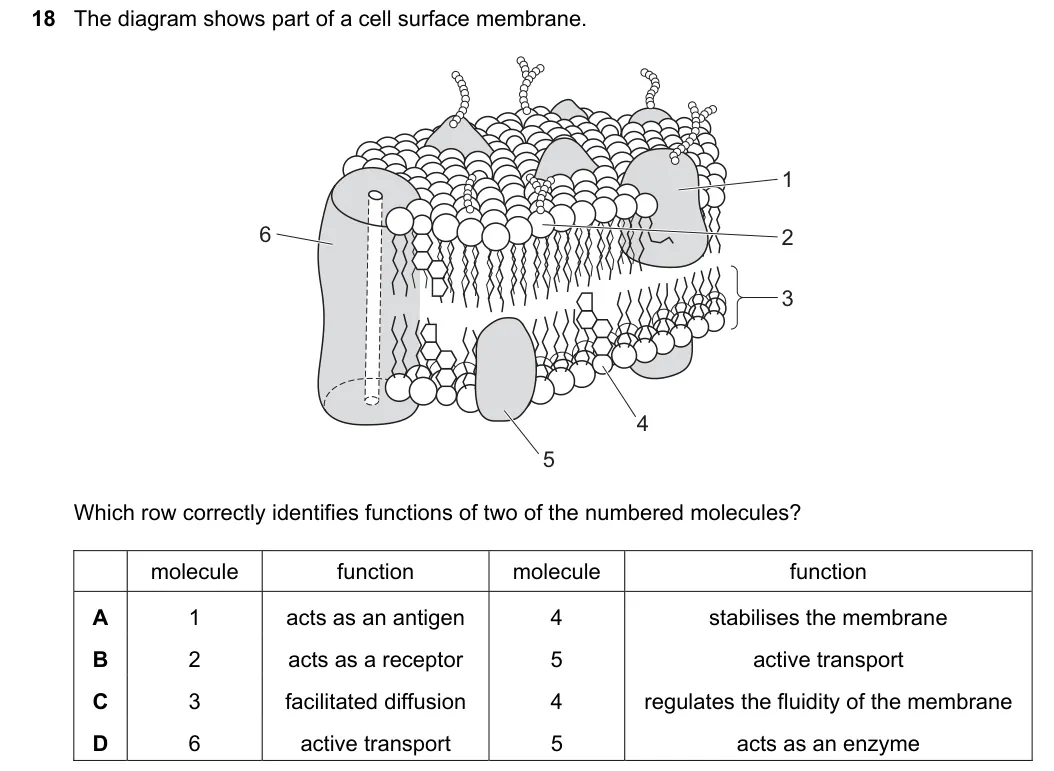 18 The diagram shows part of a cell surface membrane.
1
6
2
3
4
5
Which row correctly identifies functions of two of the numbered molecules?
molecule function molecule function
A 1 acts as an antigen 4 stabilises the membrane
B 2 acts as a receptor 5 active transport
C 3 facilitated diffusion 4 regulates the fluidity of the membrane
D 6 active transport 5 acts as an enzyme